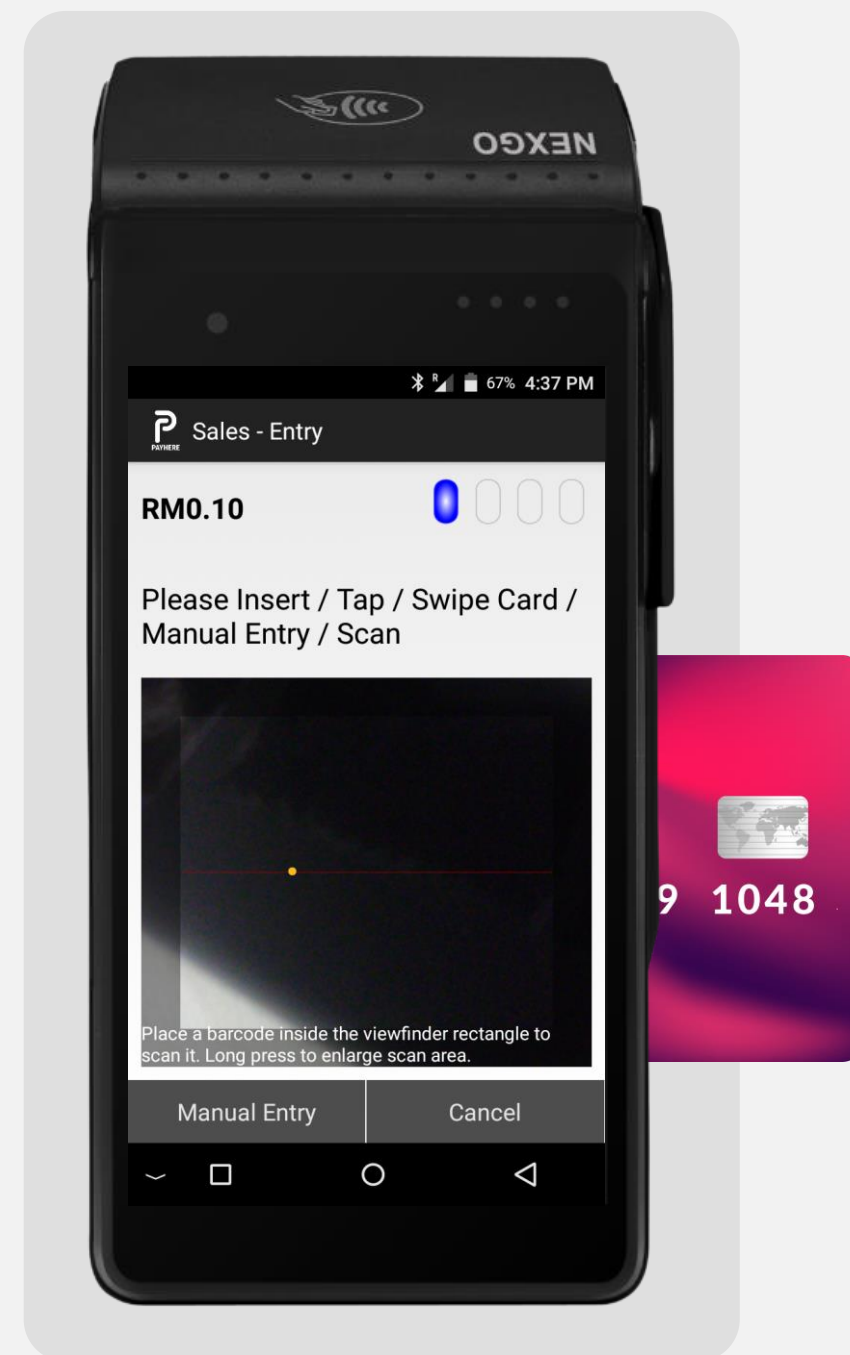 NEXGO
67% 4:37 PM
PAYHERE
Sales - Entry
RM0.10
Please Insert / Tap / Swipe Card /
Manual Entry / Scan
9 1048
Place a barcode inside the viewfinder rectangle to
scan it. Long press to enlarge scan area.
Manual Entry
Cancel